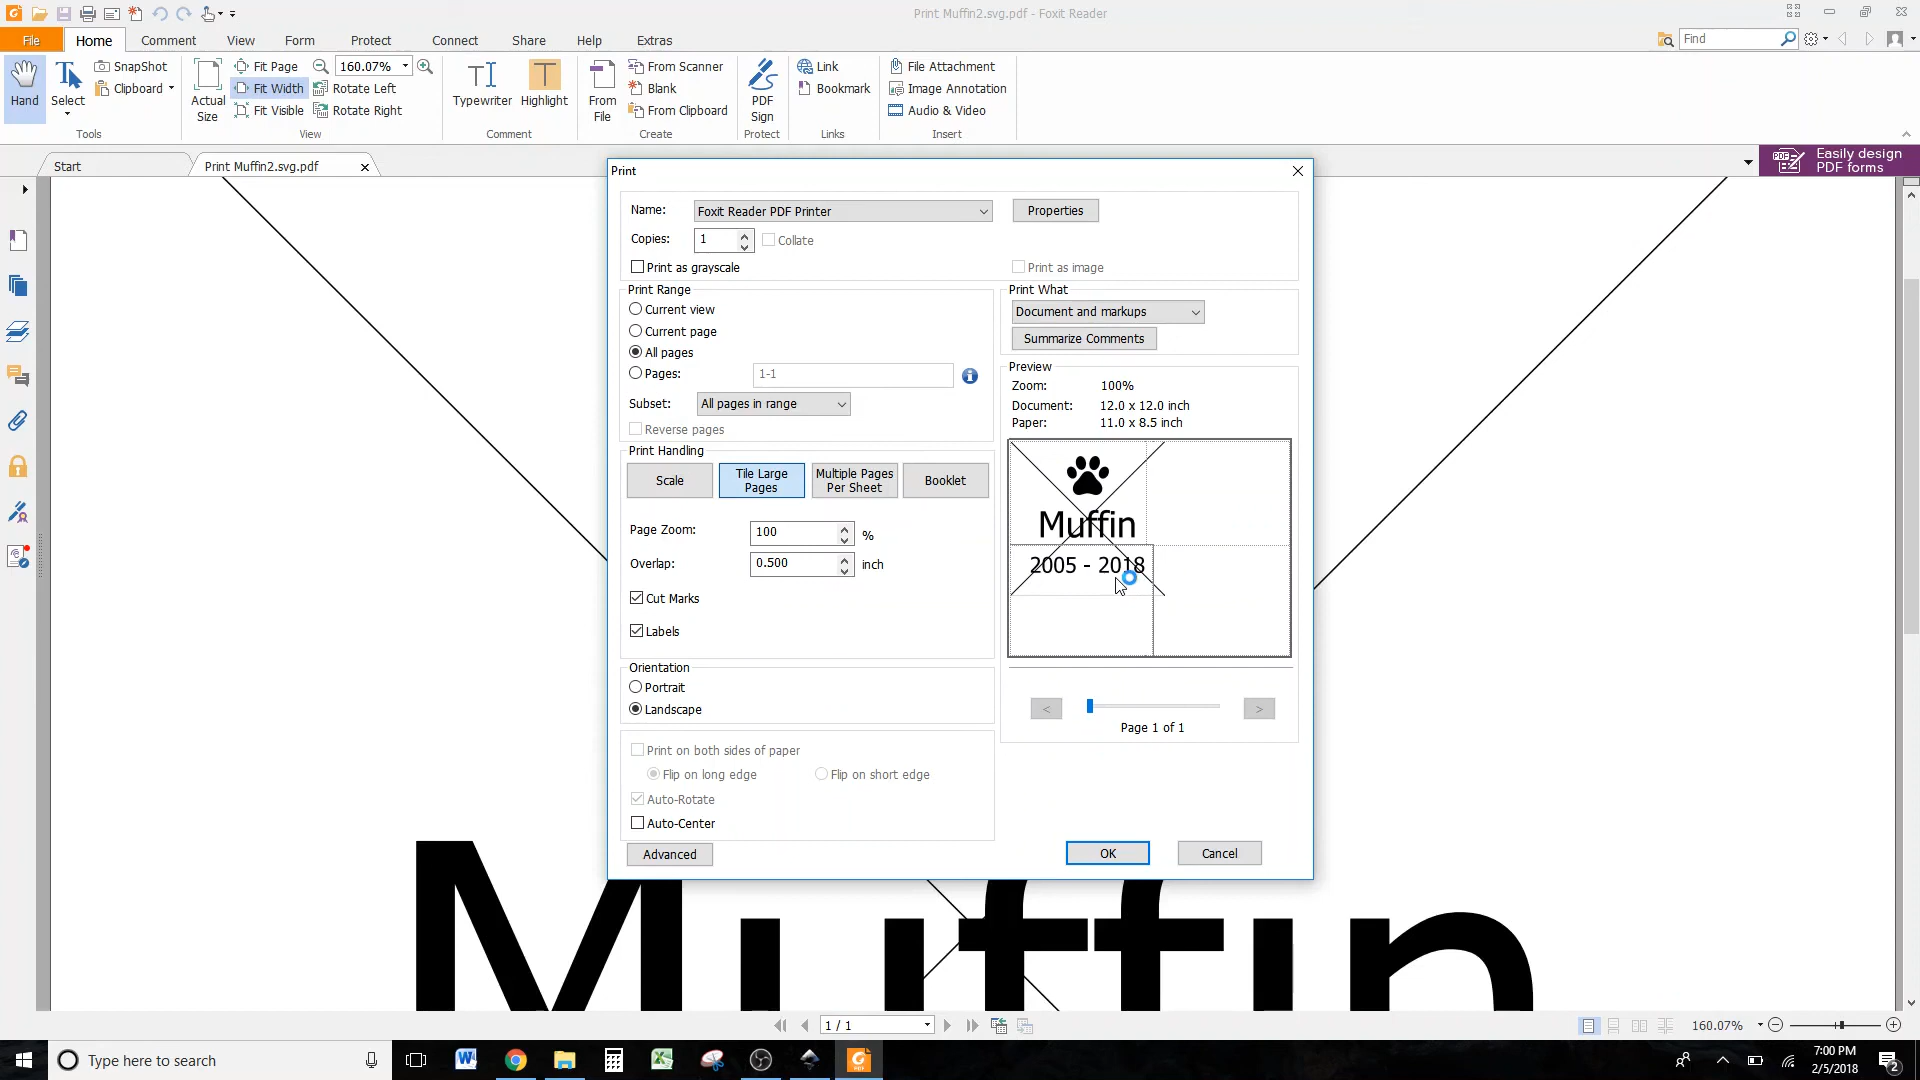 Print Muffin2.svg.pdf - Foxit Reader
File Home Comment View Form Protect Connect Share Help Extras
Find
Hand
Select
SnapShot
Clipboard
Tools
Actual Size
Fit Page
Fit Width
Fit Visible
160.07%
Rotate Left
Rotate Right
View
Typewriter
Highlight
Comment
From File
From Scanner
Blank
From Clipboard
Create
PDF Sign
Protect
Link
Bookmark
Links
File Attachment
Image Annotation
Audio & Video
Insert
Start
Print Muffin2.svg.pdf
Easily design
PDF forms
Print
Name: Foxit Reader PDF Printer Properties
Copies: 1 Collate
Print as grayscale Print as image
Print Range
Current view
Current page
All pages
Pages: 1-1
Subset: All pages in range
Reverse pages
Print Handling
Scale
Tile Large Pages
Multiple Pages Per Sheet
Booklet
Page Zoom: 100 %
Overlap: 0.500 inch
Cut Marks
Labels
Orientation
Portrait
Landscape
Print on both sides of paper
Flip on long edge Flip on short edge
Auto-Rotate
Auto-Center
Advanced
Print What
Document and markups
Summarize Comments
Preview
Zoom: 100%
Document: 12.0 x 12.0 inch
Paper: 11.0 x 8.5 inch
Muffin
2005 - 2018
< >
Page 1 of 1
OK Cancel
Muffin
1 / 1
160.07%
Type here to search
7:00 PM
2/5/2018
2